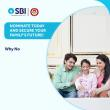 SBI
NOMINATE TODAY
AND SECURE YOUR
FAMILY'S FUTURE!
Why No